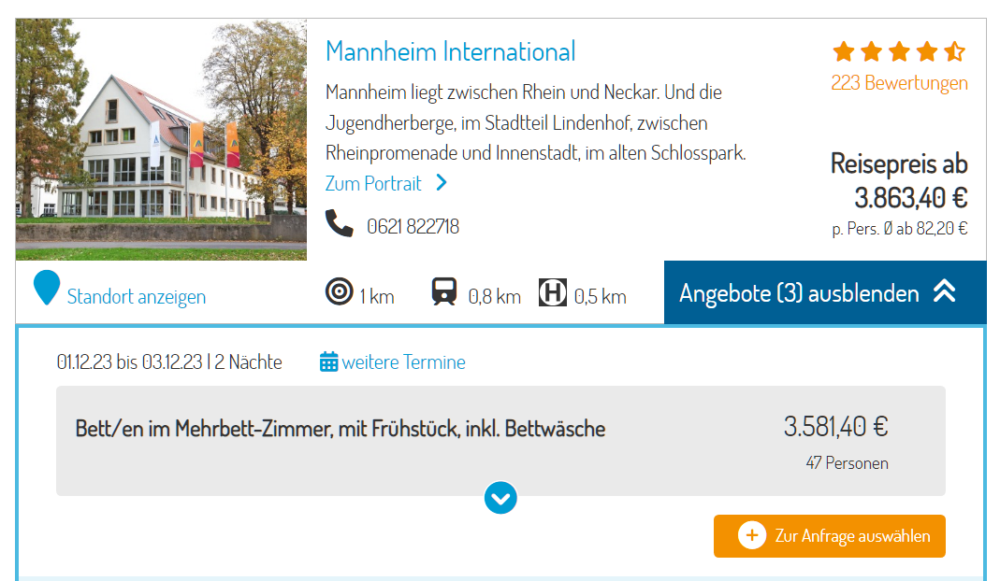 Mannheim International
223 Bewertungen
Mannheim liegt zwischen Rhein und Neckar. Und die
Jugendherberge, im Stadtteil Lindenhof, zwischen
Rheinpromenade und Innenstadt, im alten Schlosspark.
Zum Portrait
0621 822718
Reisepreis ab
3.863,40 €
p. Pers. Ø ab 82,20 €
Standort anzeigen
1 km
0,8 km
H 0,5 km
Angebote (3) ausblenden
01.12.23 bis 03.12.23 | 2 Nächte
weitere Termine
Bett/en im Mehrbett-Zimmer, mit Frühstück, inkl. Bettwäsche
3.581,40 €
47 Personen
Zur Anfrage auswählen